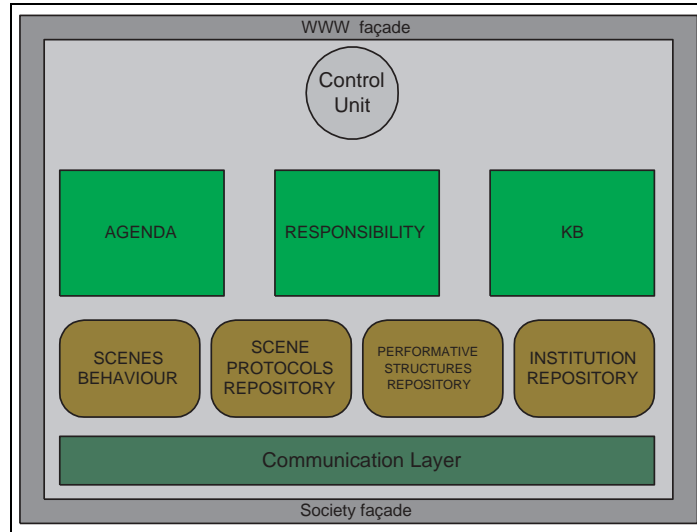 WWW façade
Control
Unit
AGENDA
RESPONSIBILITY
KB
SCENES
BEHAVIOUR
SCENE
PROTOCOLS
REPOSITORY
PERFORMATIVE
STRUCTURES
REPOSITORY
INSTITUTION
REPOSITORY
Communication Layer
Society façade